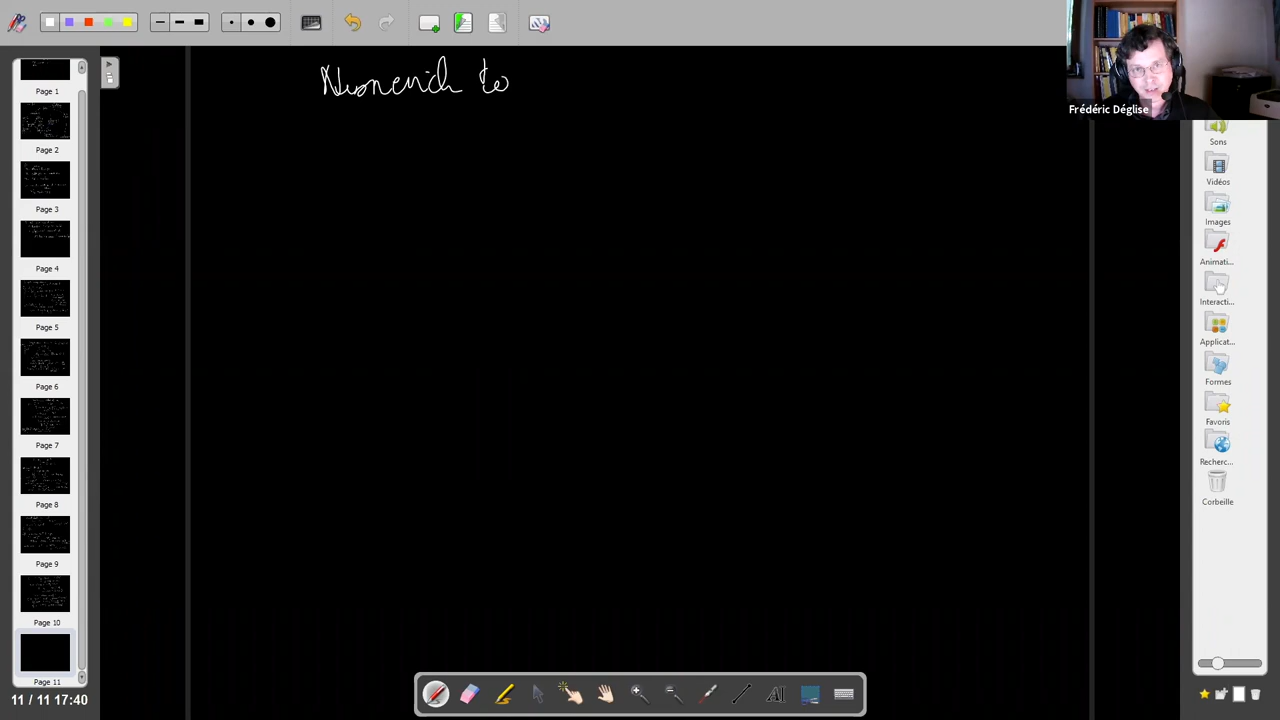 to
Frédéric Déglise
Page 1
Page 2
Page 3
Page 4
Page 5
Page 6
Page 7
Page 8
Page 9
Page 10
Page 11
11 / 11 17:40
Sons
Vidéos
Images
Animati...
Interacti...
Applicat...
Formes
Favoris
Recherc...
Corbeille
AI